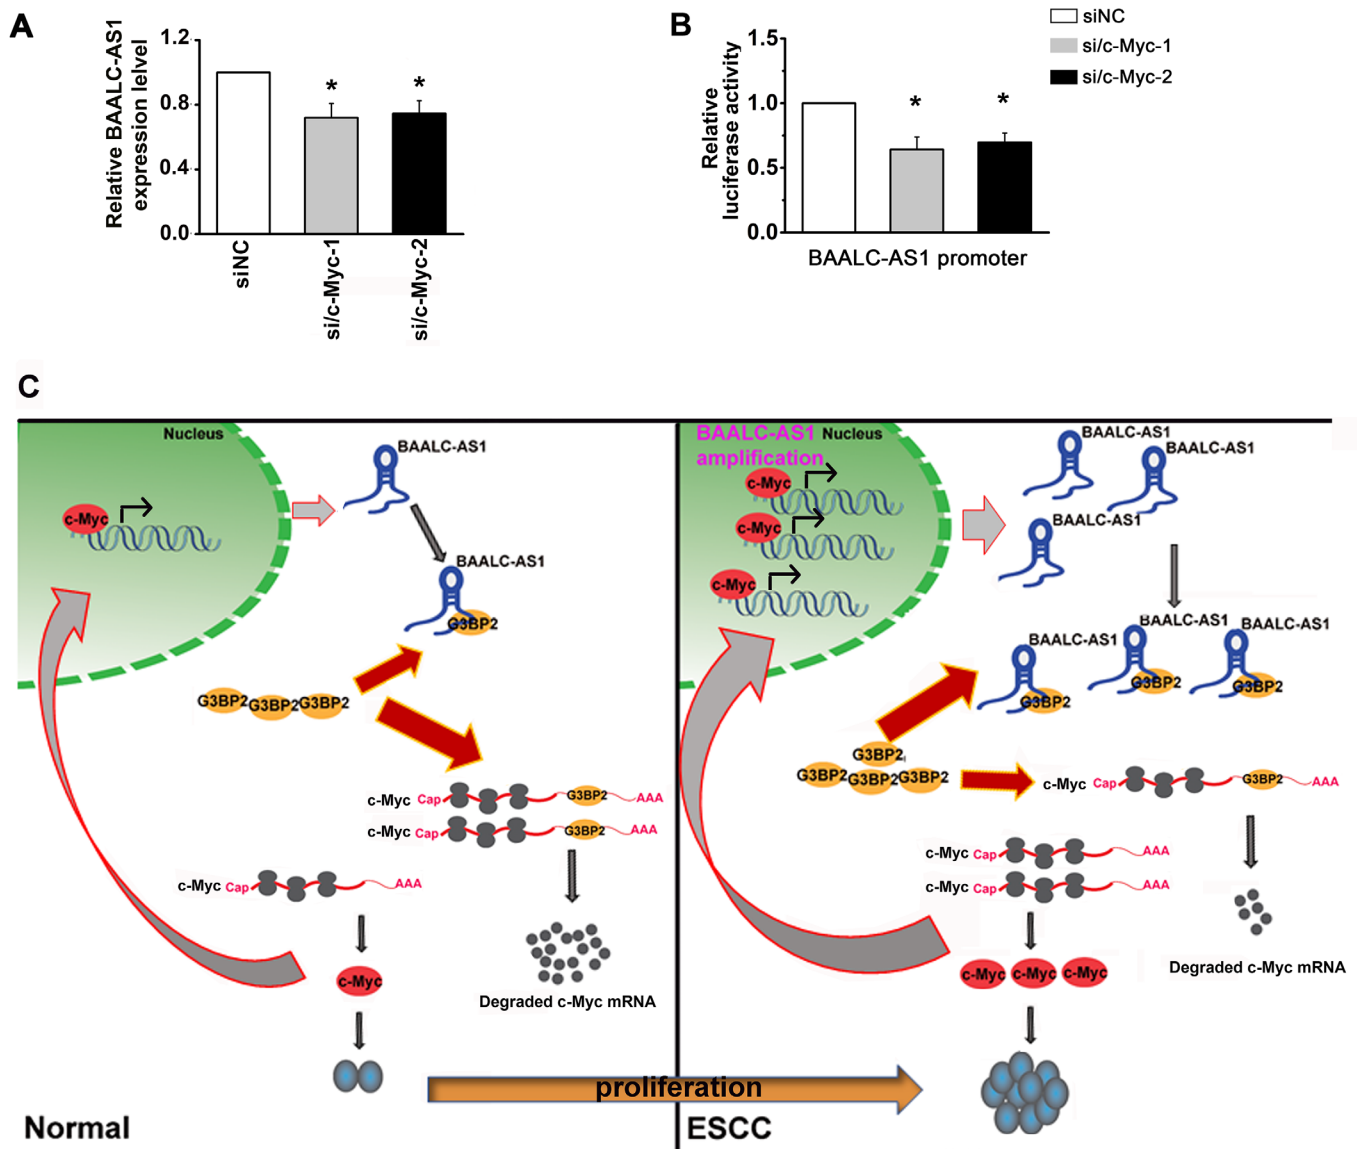 A
Relative BAALC-AS1
expression lelvel
1.2
0.8
0.4
0.0
*
*
siNC
si/c-Myc-1
si/c-Myc-2
B
Relative
luciferase activity
1.5
1.0
0.5
0.0
*
*
BAALC-AS1 promoter
siNC
si/c-Myc-1
si/c-Myc-2
C
Nucleus
c-Myc
BAALC-AS1
BAALC-AS1
G3BP2
G3BP2
G3BP2
G3BP2
c-Myc Cap G3BP2 AAA
c-Myc Cap G3BP2 AAA
c-Myc Cap AAA
c-Myc
Degraded c-Myc mRNA
Normal
proliferation
BAALC-AS1
amplification
Nucleus
c-Myc
c-Myc
c-Myc
BAALC-AS1
BAALC-AS1
BAALC-AS1
BAALC-AS1
BAALC-AS1
BAALC-AS1
G3BP2
G3BP2
G3BP2
G3BP2
G3BP2
G3BP2
G3BP2
c-Myc Cap G3BP2 AAA
c-Myc Cap AAA
c-Myc Cap AAA
c-Myc
c-Myc
c-Myc
Degraded c-Myc mRNA
ESCC